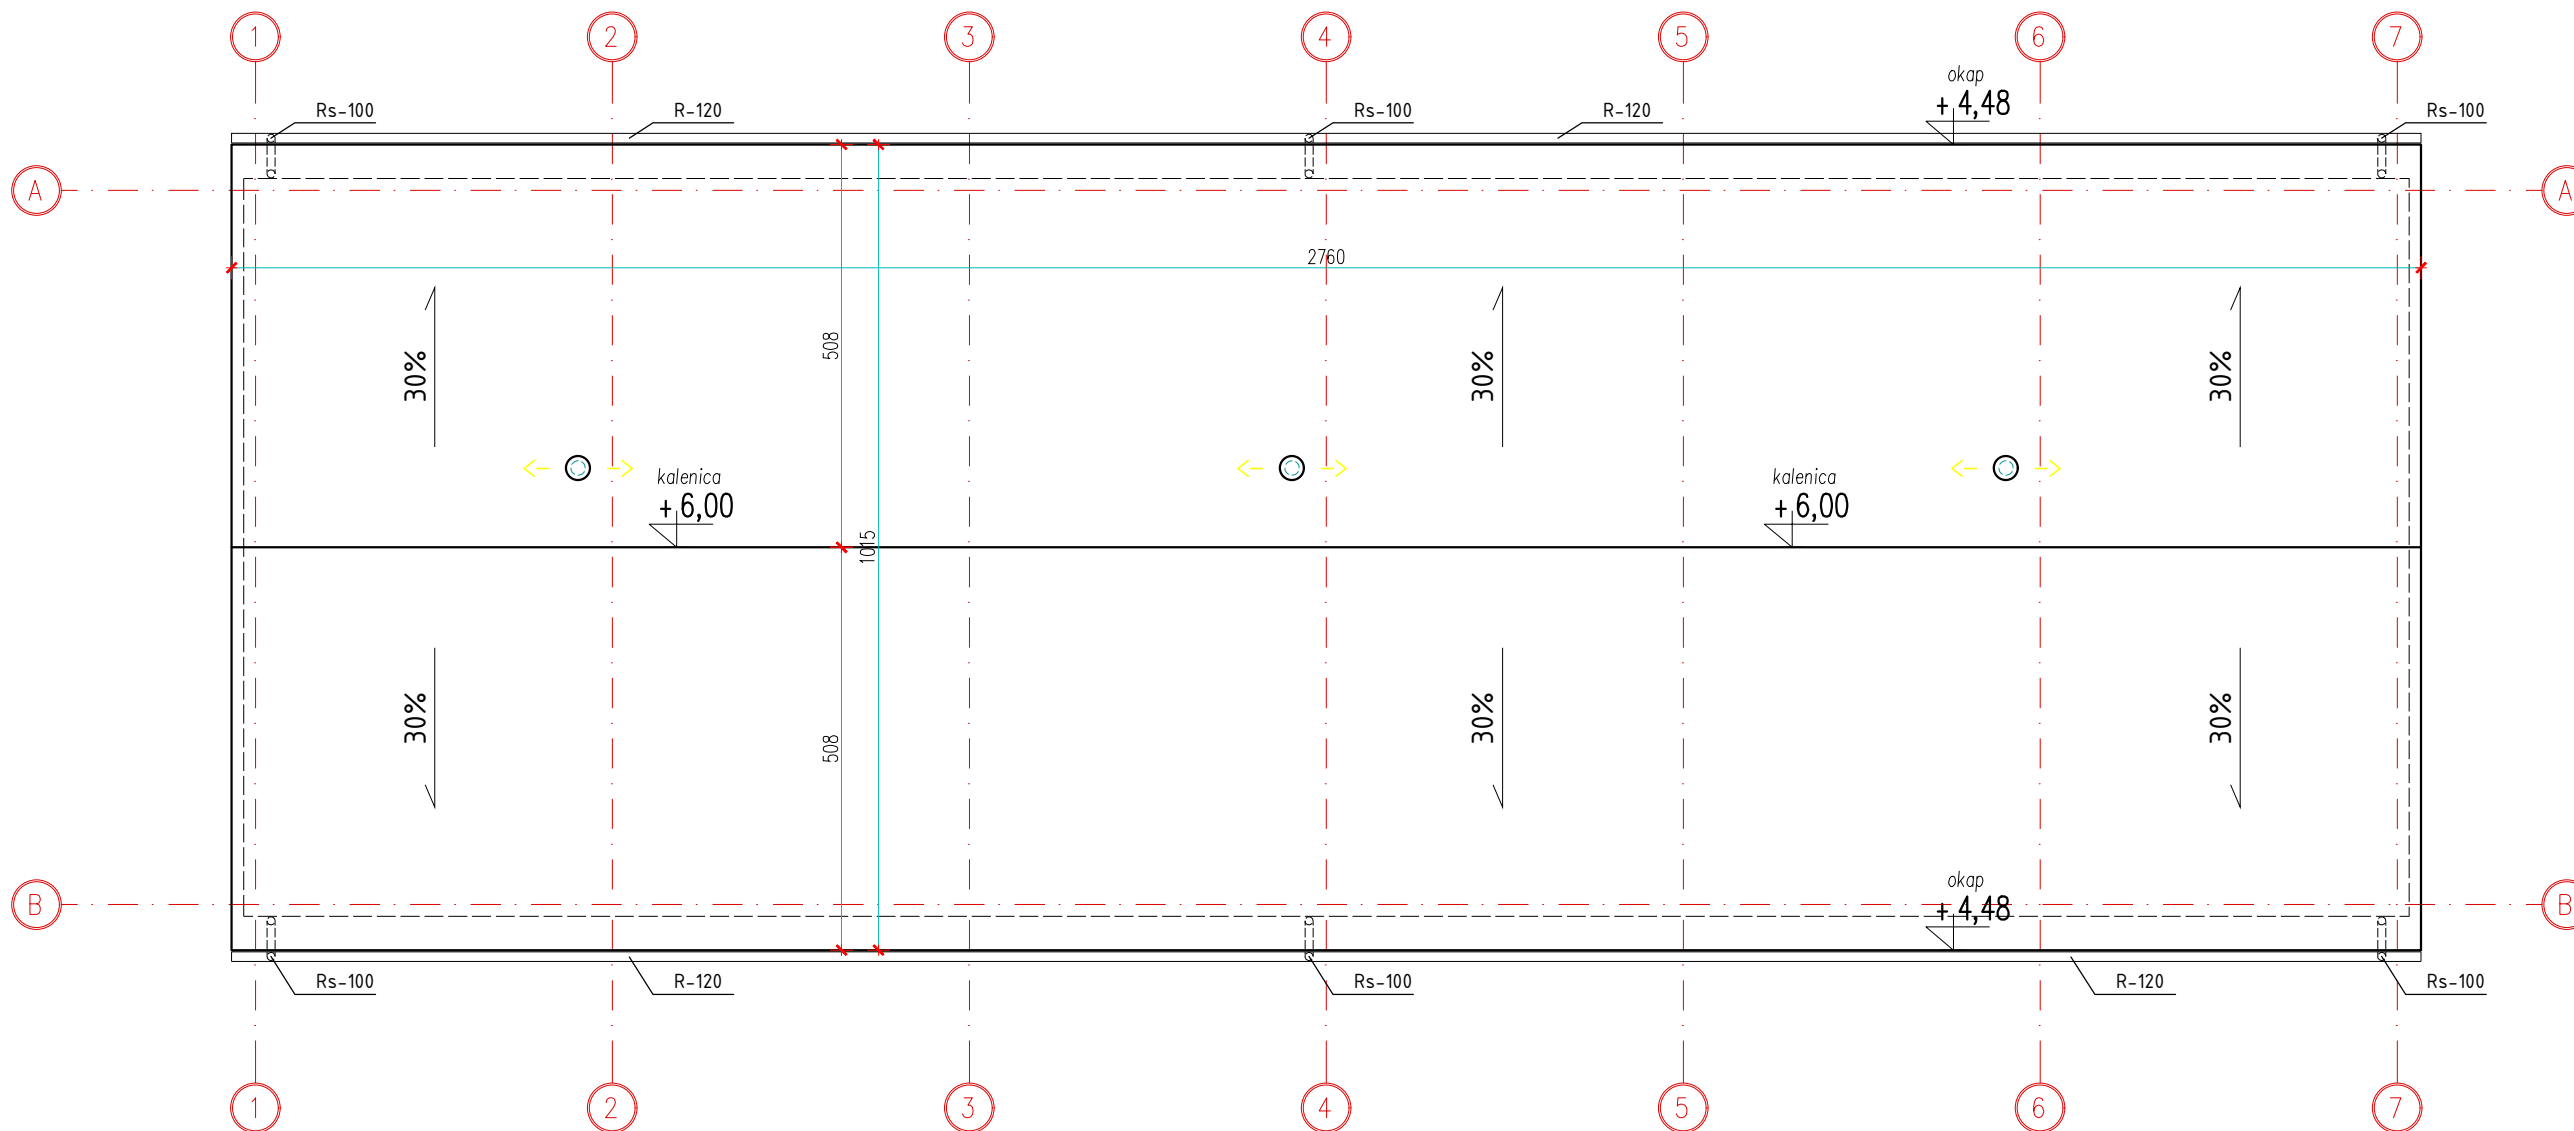 1 2 3 4 5 6 7
okap
Rs-100 R-120 Rs-100 R-120 + 4,48 Rs-100
A A
2760
508
30% 30% 30%
kalenica kalenica
+ 6,00 + 6,00
1015
30% 30% 30%
508
okap
B + 4,48 B
Rs-100 R-120 Rs-100 R-120 Rs-100
1 2 3 4 5 6 7